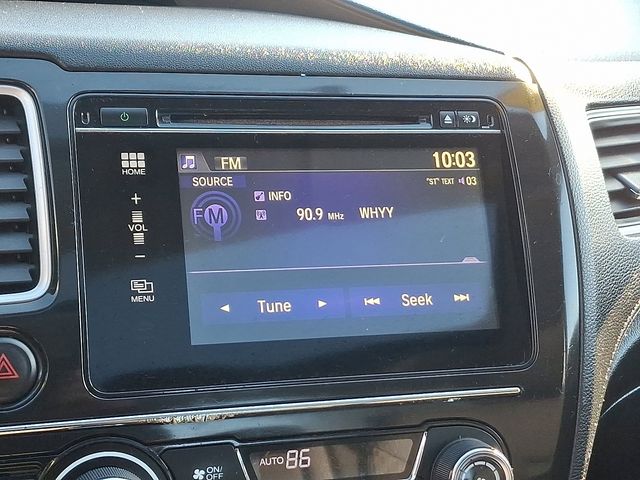 FM 10:03
SOURCE "ST" TEXT 03
HOME
INFO
FM
90.9 MHz WHYY
+
VOL
−
MENU
Tune
Seek
AUTO 86
ON/OFF